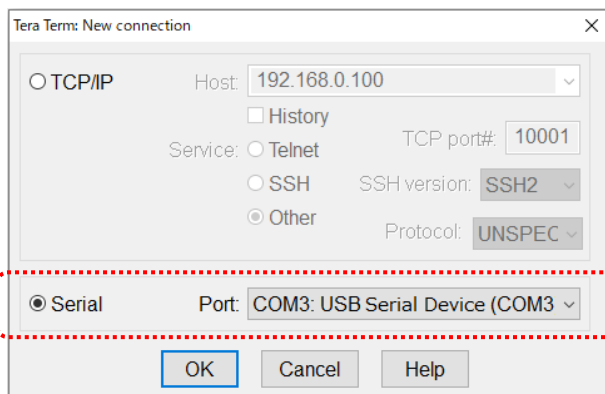 Tera Term: New connection
TCP/IP
Host: 192.168.0.100
History
Service: Telnet
TCP port#: 10001
SSH
SSH version: SSH2
Other
Protocol: UNSPEC
Serial
Port: COM3: USB Serial Device (COM3
OK Cancel Help